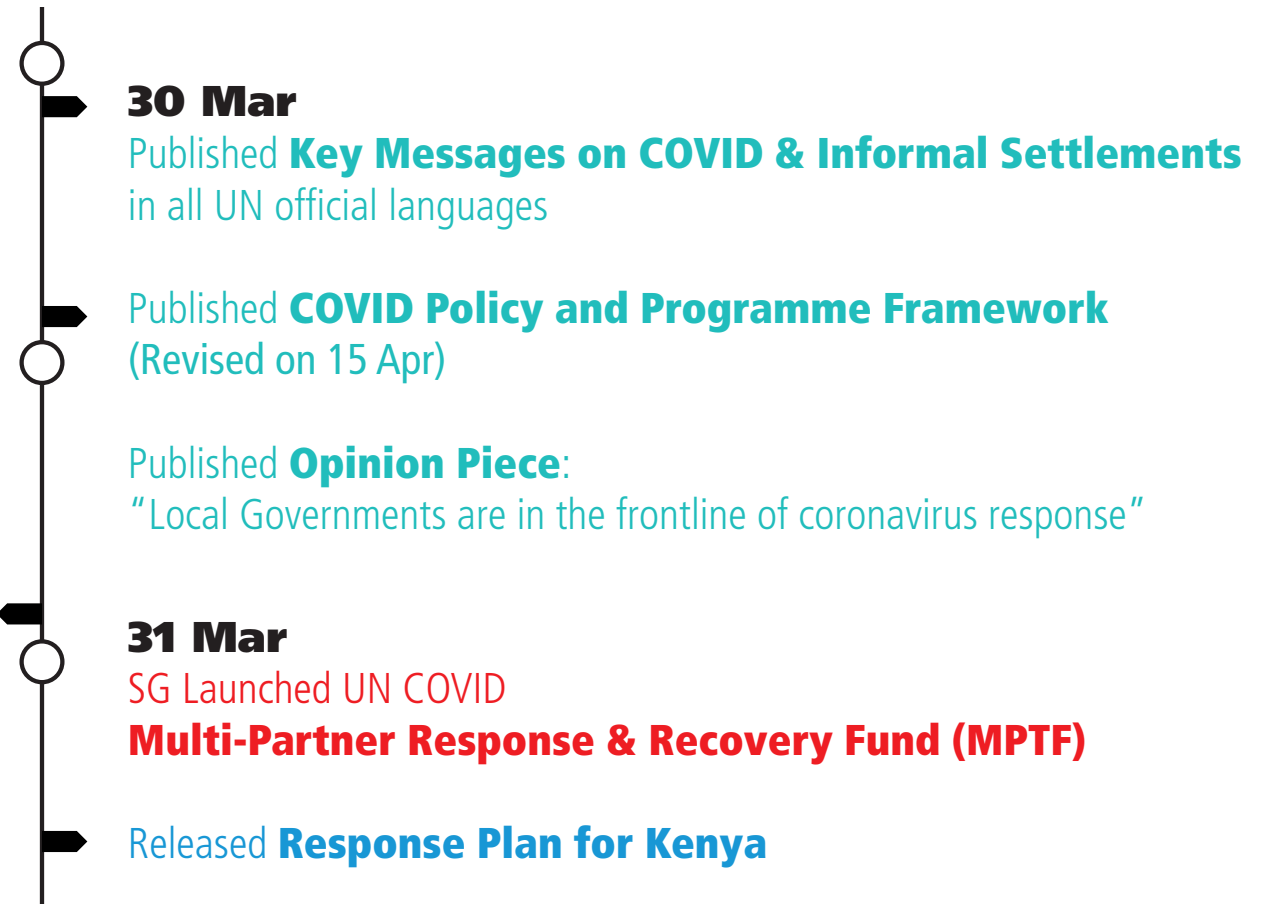 30 Mar
Published Key Messages on COVID & Informal Settlements
in all UN official languages
Published COVID Policy and Programme Framework
(Revised on 15 Apr)
Published Opinion Piece:
“Local Governments are in the frontline of coronavirus response”
31 Mar
SG Launched UN COVID
Multi-Partner Response & Recovery Fund (MPTF)
Released Response Plan for Kenya